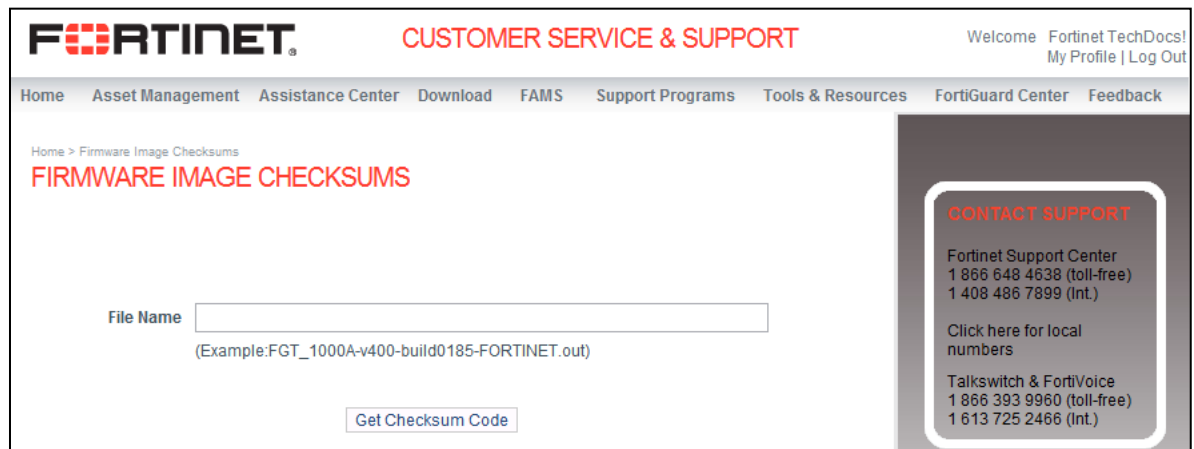 FORTINET®
CUSTOMER SERVICE & SUPPORT
Welcome Fortinet TechDocs!
My Profile | Log Out
Home Asset Management Assistance Center Download FAMS Support Programs Tools & Resources FortiGuard Center Feedback
Home > Firmware Image Checksums
FIRMWARE IMAGE CHECKSUMS
File Name
(Example:FGT_1000A-v400-build0185-FORTINET.out)
Get Checksum Code
CONTACT SUPPORT
Fortinet Support Center
1 866 648 4638 (toll-free)
1 408 486 7899 (Int.)
Click here for local
numbers
Talkswitch & FortiVoice
1 866 393 9960 (toll-free)
1 613 725 2466 (Int.)